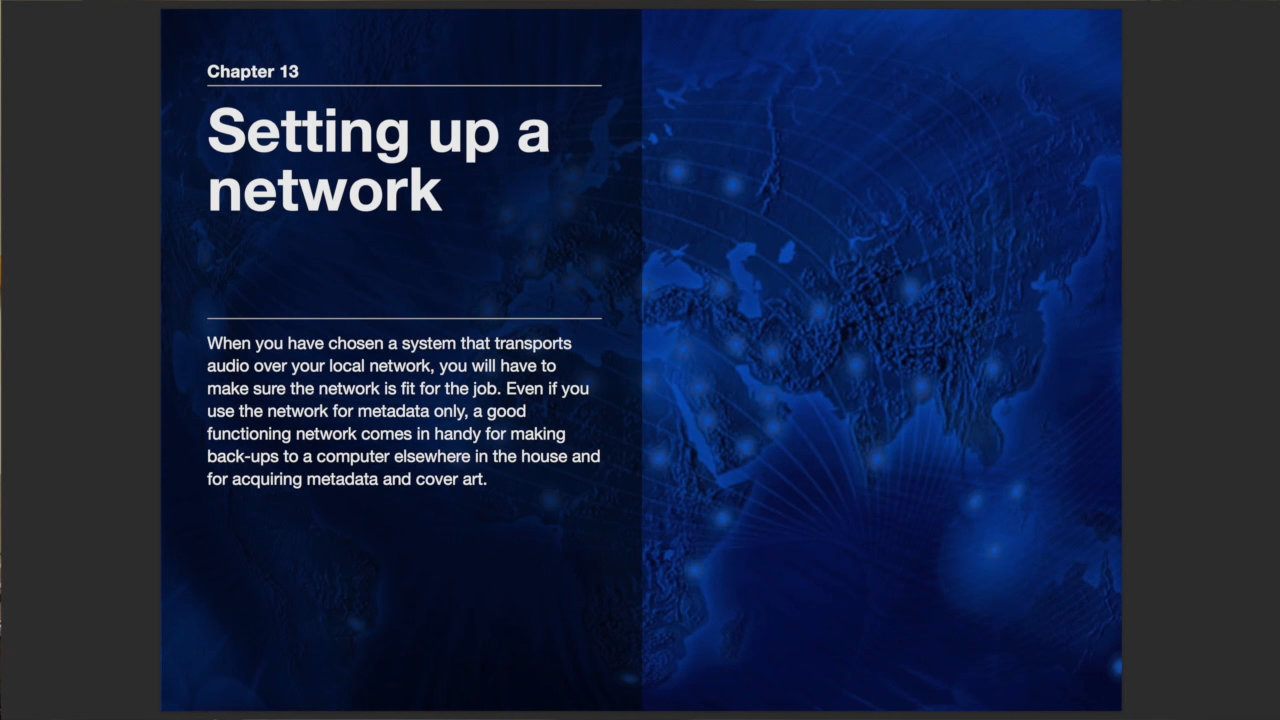 Chapter 13
Setting up a
network
When you have chosen a system that transports
audio over your local network, you will have to
make sure the network is fit for the job. Even if you
use the network for metadata only, a good
functioning network comes in handy for making
back-ups to a computer elsewhere in the house and
for acquiring metadata and cover art.